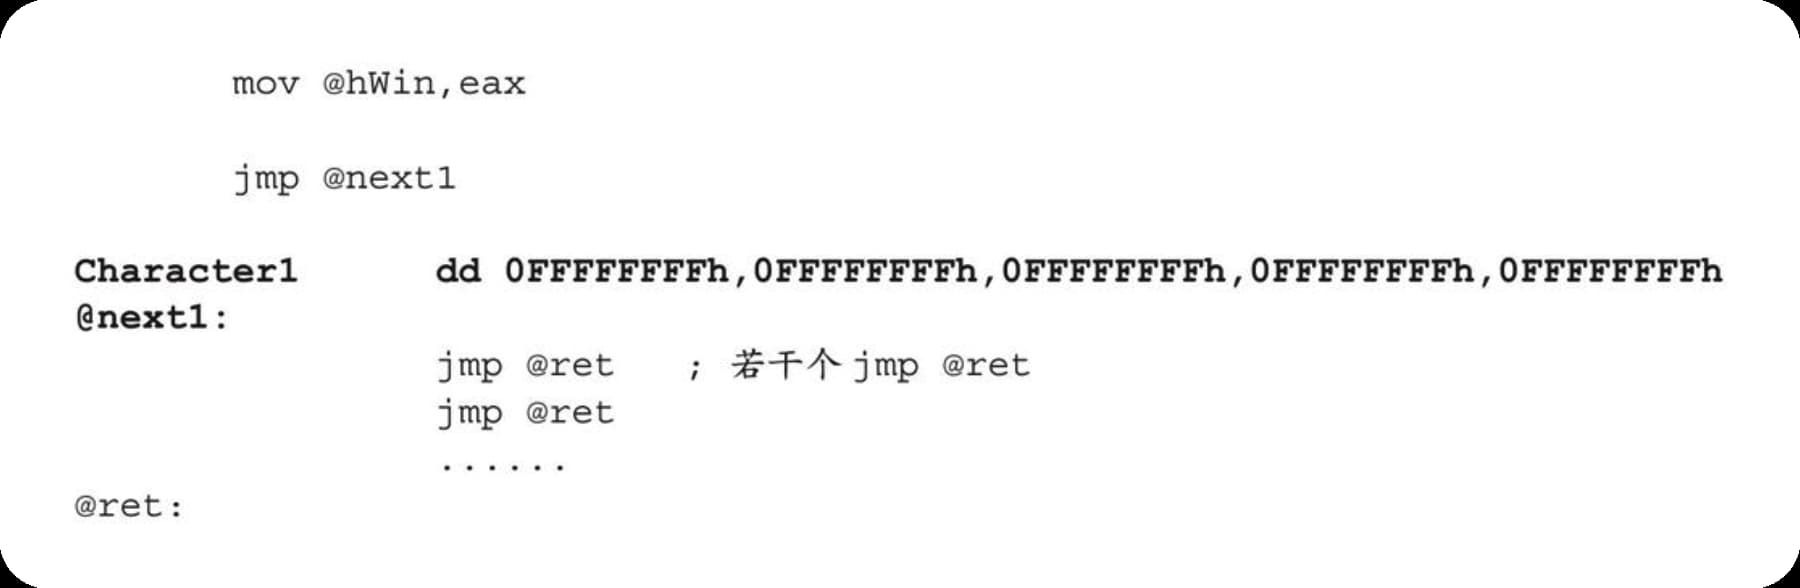 mov @hWin,eax
jmp @next1
Character1 dd 0FFFFFFFFh,0FFFFFFFFh,0FFFFFFFFh,0FFFFFFFFh,0FFFFFFFFh
@next1:
jmp @ret ; 若干个 jmp @ret
jmp @ret
......
@ret: